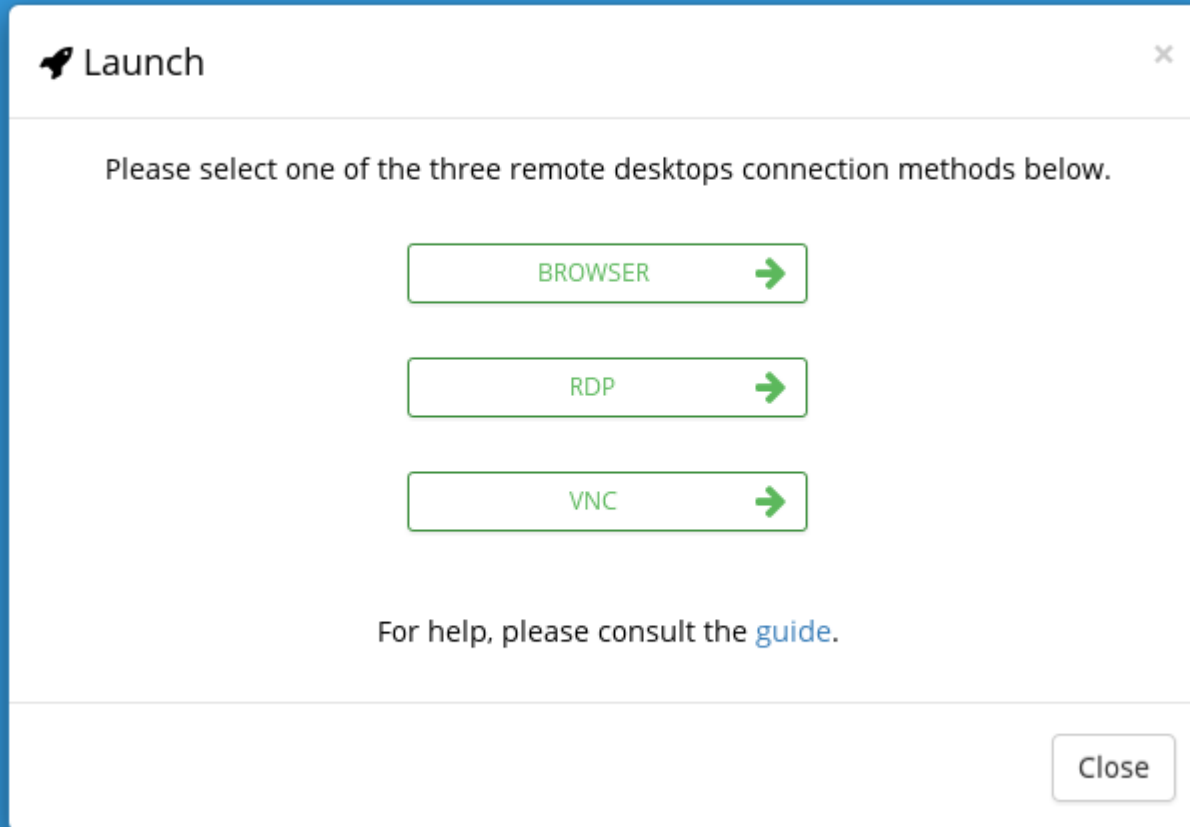 Launch
×
Please select one of the three remote desktops connection methods below.
BROWSER
RDP
VNC
For help, please consult the guide.
Close